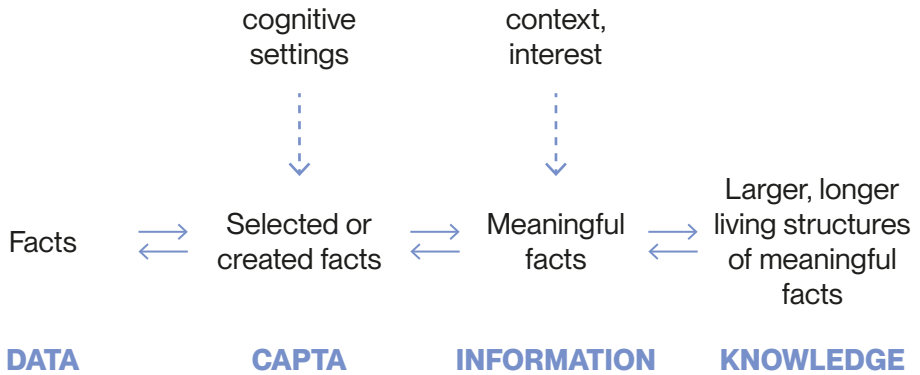 cognitive
settings
context,
interest
Facts
Selected or
created facts
Meaningful
facts
Larger, longer
living structures
of meaningful
facts
DATA
CAPTA
INFORMATION
KNOWLEDGE